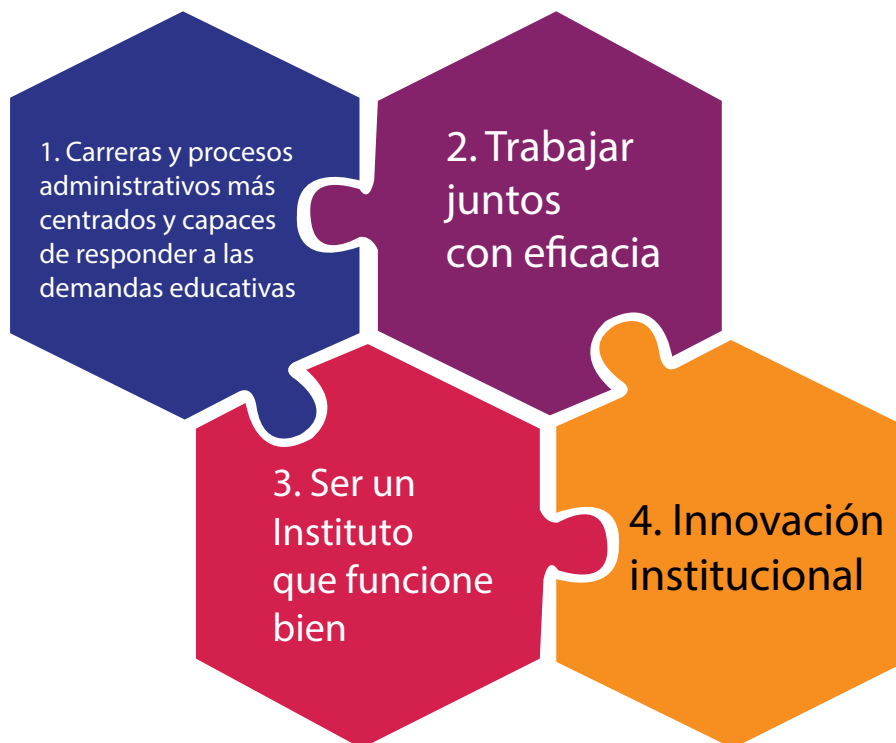 1. Carreras y procesos
administrativos más
centrados y capaces
de responder a las
demandas educativas
2. Trabajar
juntos
con eficacia
3. Ser un
Instituto
que funcione
bien
4. Innovación
institucional